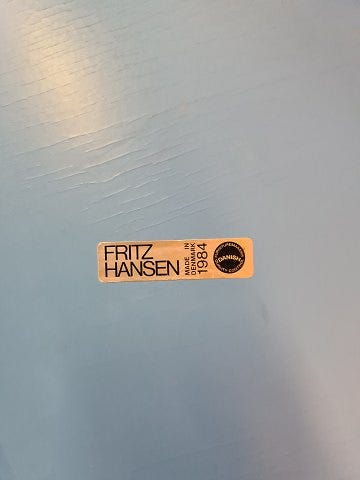 FRITZ
HANSEN
MADE IN
DENMARK
1984
DANISH